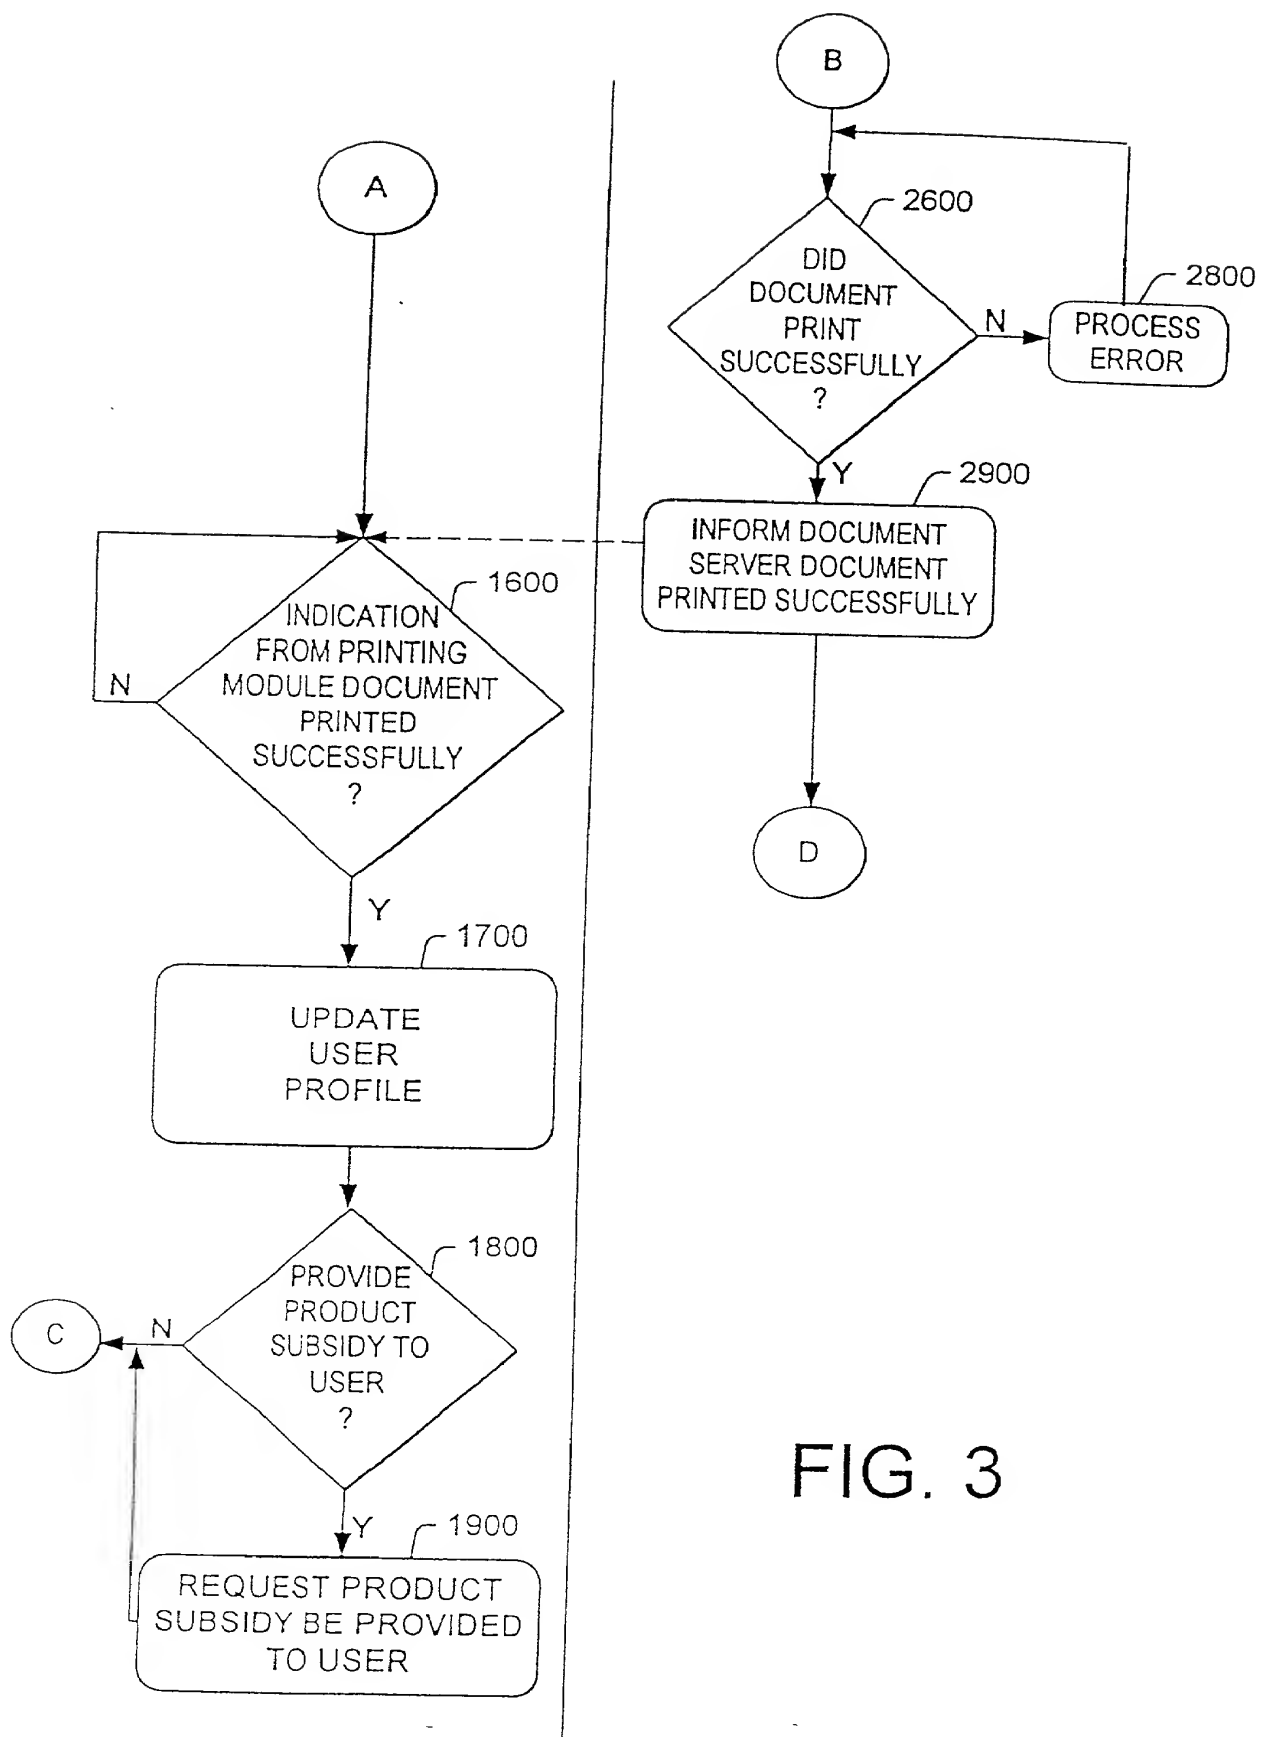 B
A
2600
DID
DOCUMENT
PRINT
SUCCESSFULLY
?
N
2800
PROCESS
ERROR
Y
2900
INFORM DOCUMENT
SERVER DOCUMENT
PRINTED SUCCESSFULLY
D
1600
INDICATION
FROM PRINTING
MODULE DOCUMENT
PRINTED
SUCCESSFULLY
?
N
Y
1700
UPDATE
USER
PROFILE
1800
PROVIDE
PRODUCT
SUBSIDY TO
USER
?
N
C
Y
1900
REQUEST PRODUCT
SUBSIDY BE PROVIDED
TO USER
FIG. 3